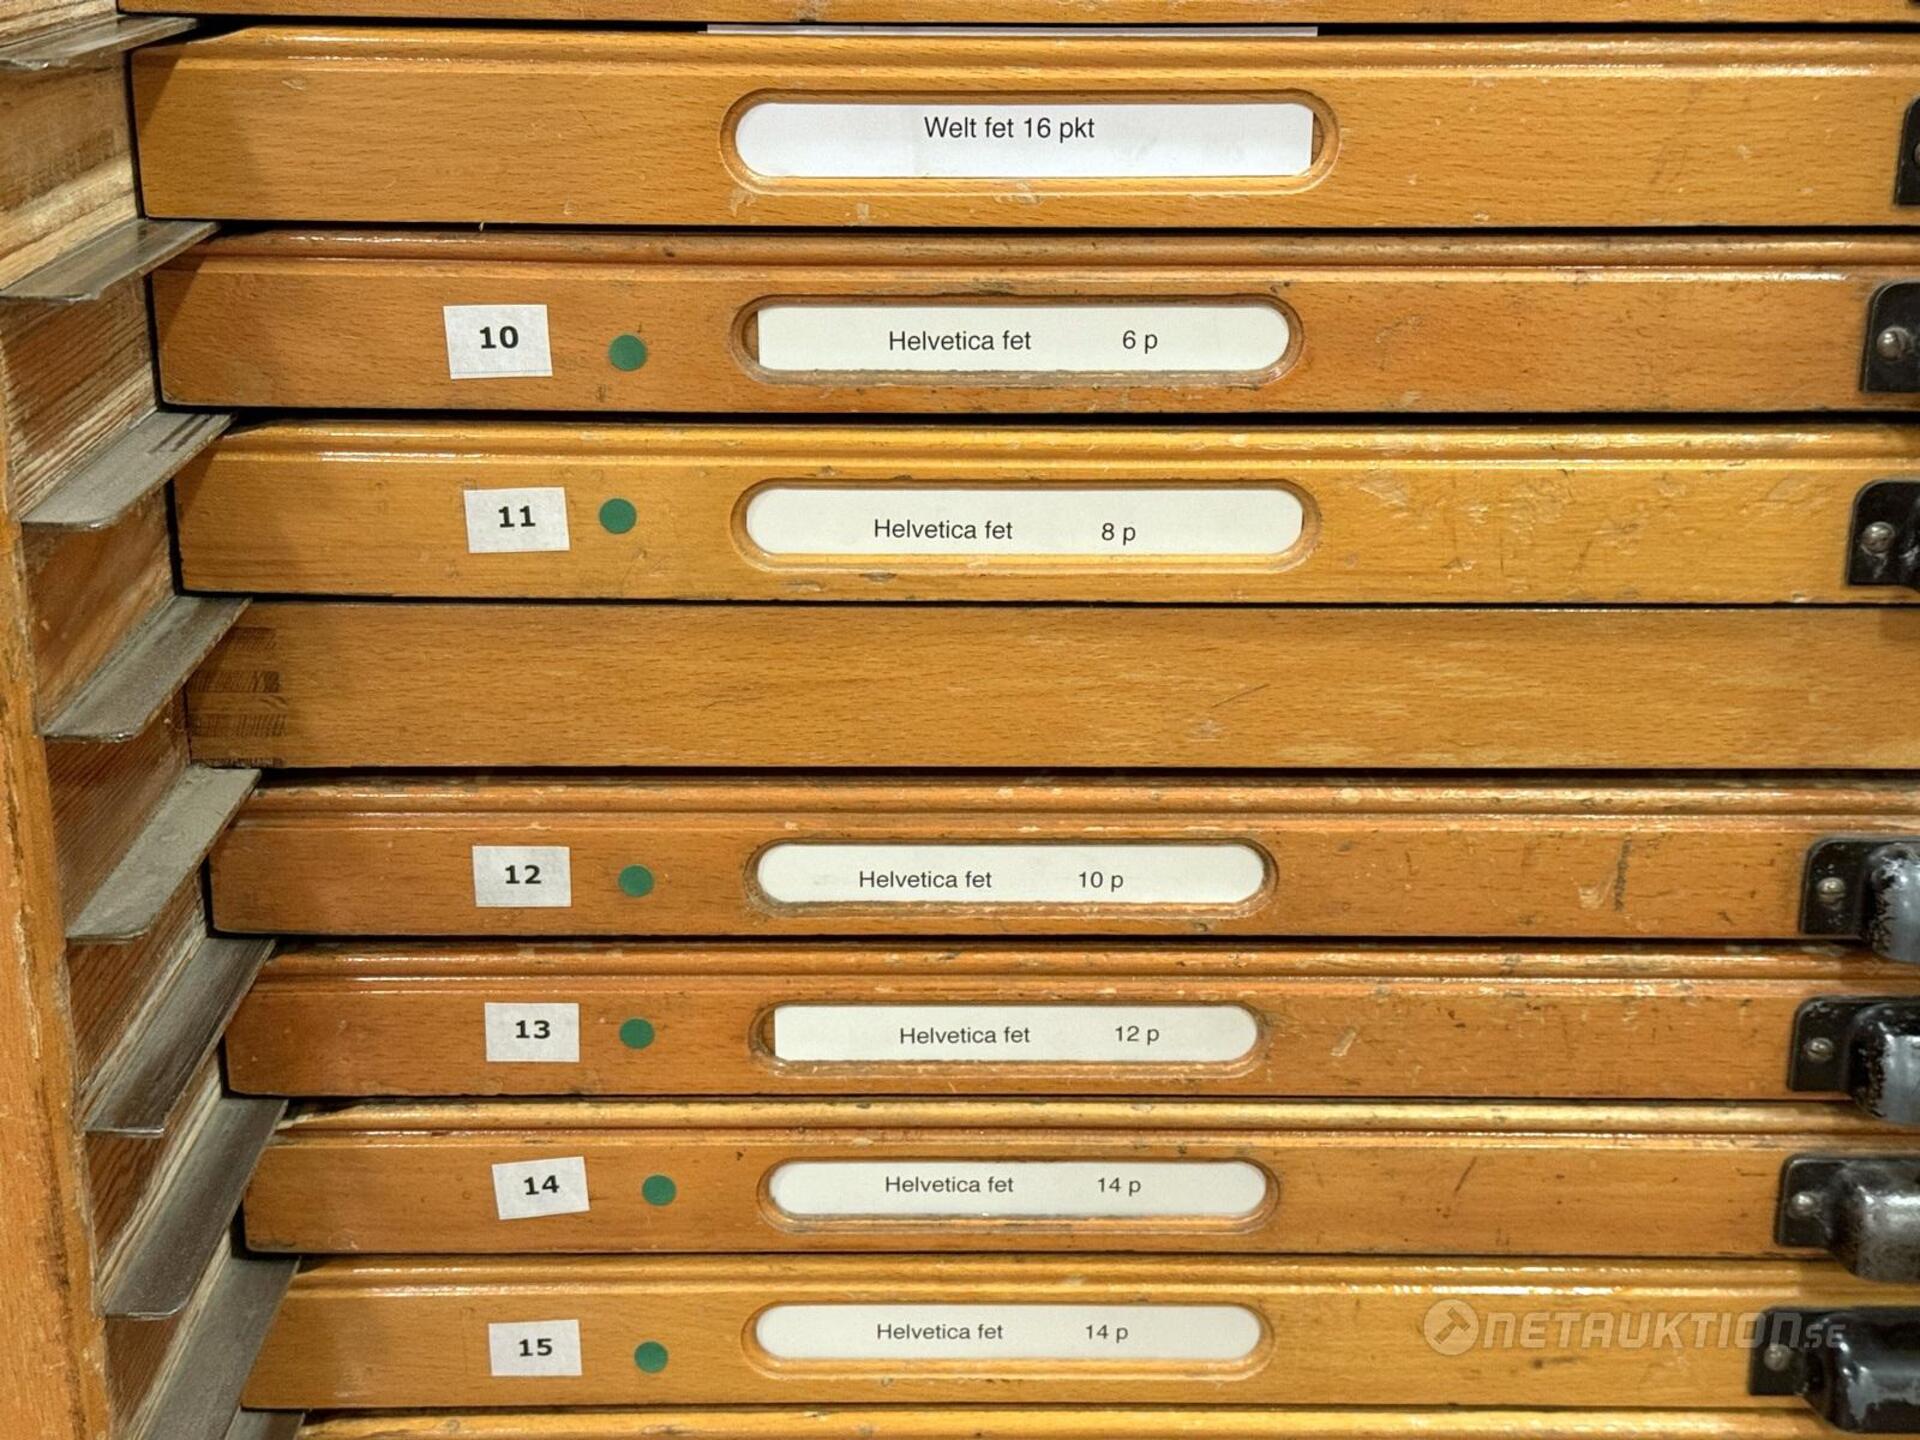 Welt fet 16 pkt
10 Helvetica fet 6 p
11 Helvetica fet 8 p
12 Helvetica fet 10 p
13 Helvetica fet 12 p
14 Helvetica fet 14 p
15 Helvetica fet 14 p
NETAUKTION.SE